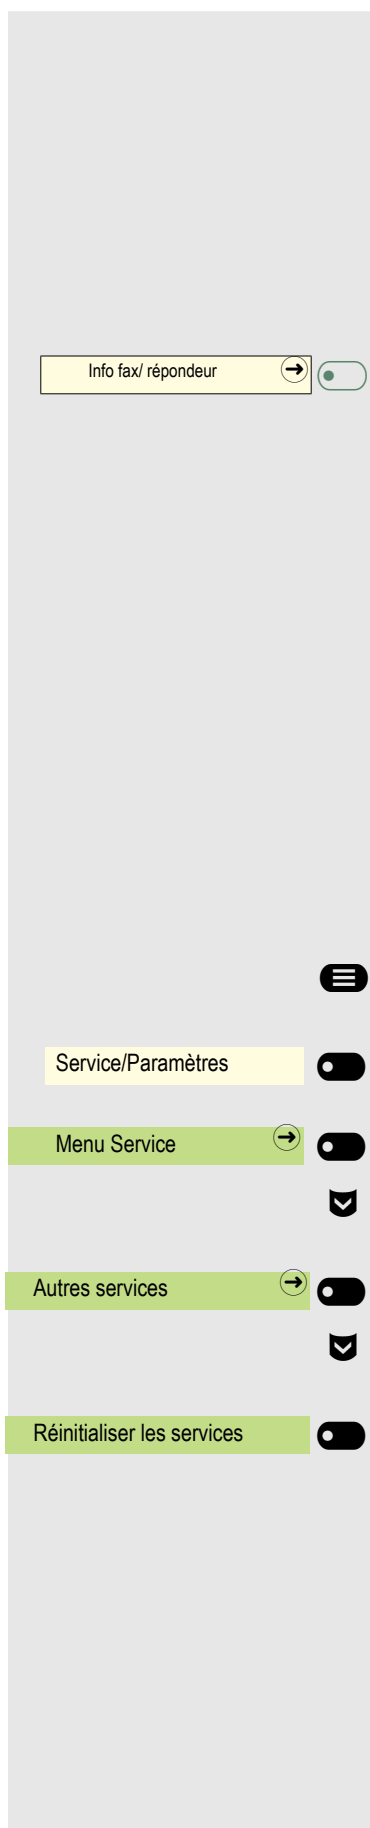 Info fax/ répondeur
Service/Paramètres
Menu Service
Autres services
Réinitialiser les services